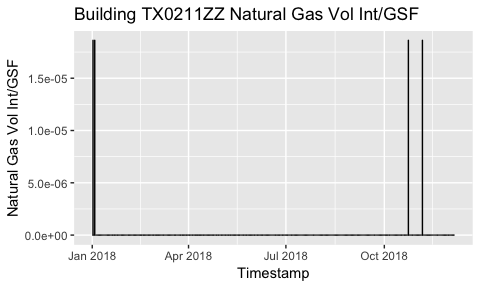 Building TX0211ZZ Natural Gas Vol Int/GSF
Natural Gas Vol Int/GSF
1.5e-05
1.0e-05
5.0e-06
0.0e+00
Jan 2018
Apr 2018
Jul 2018
Oct 2018
Timestamp